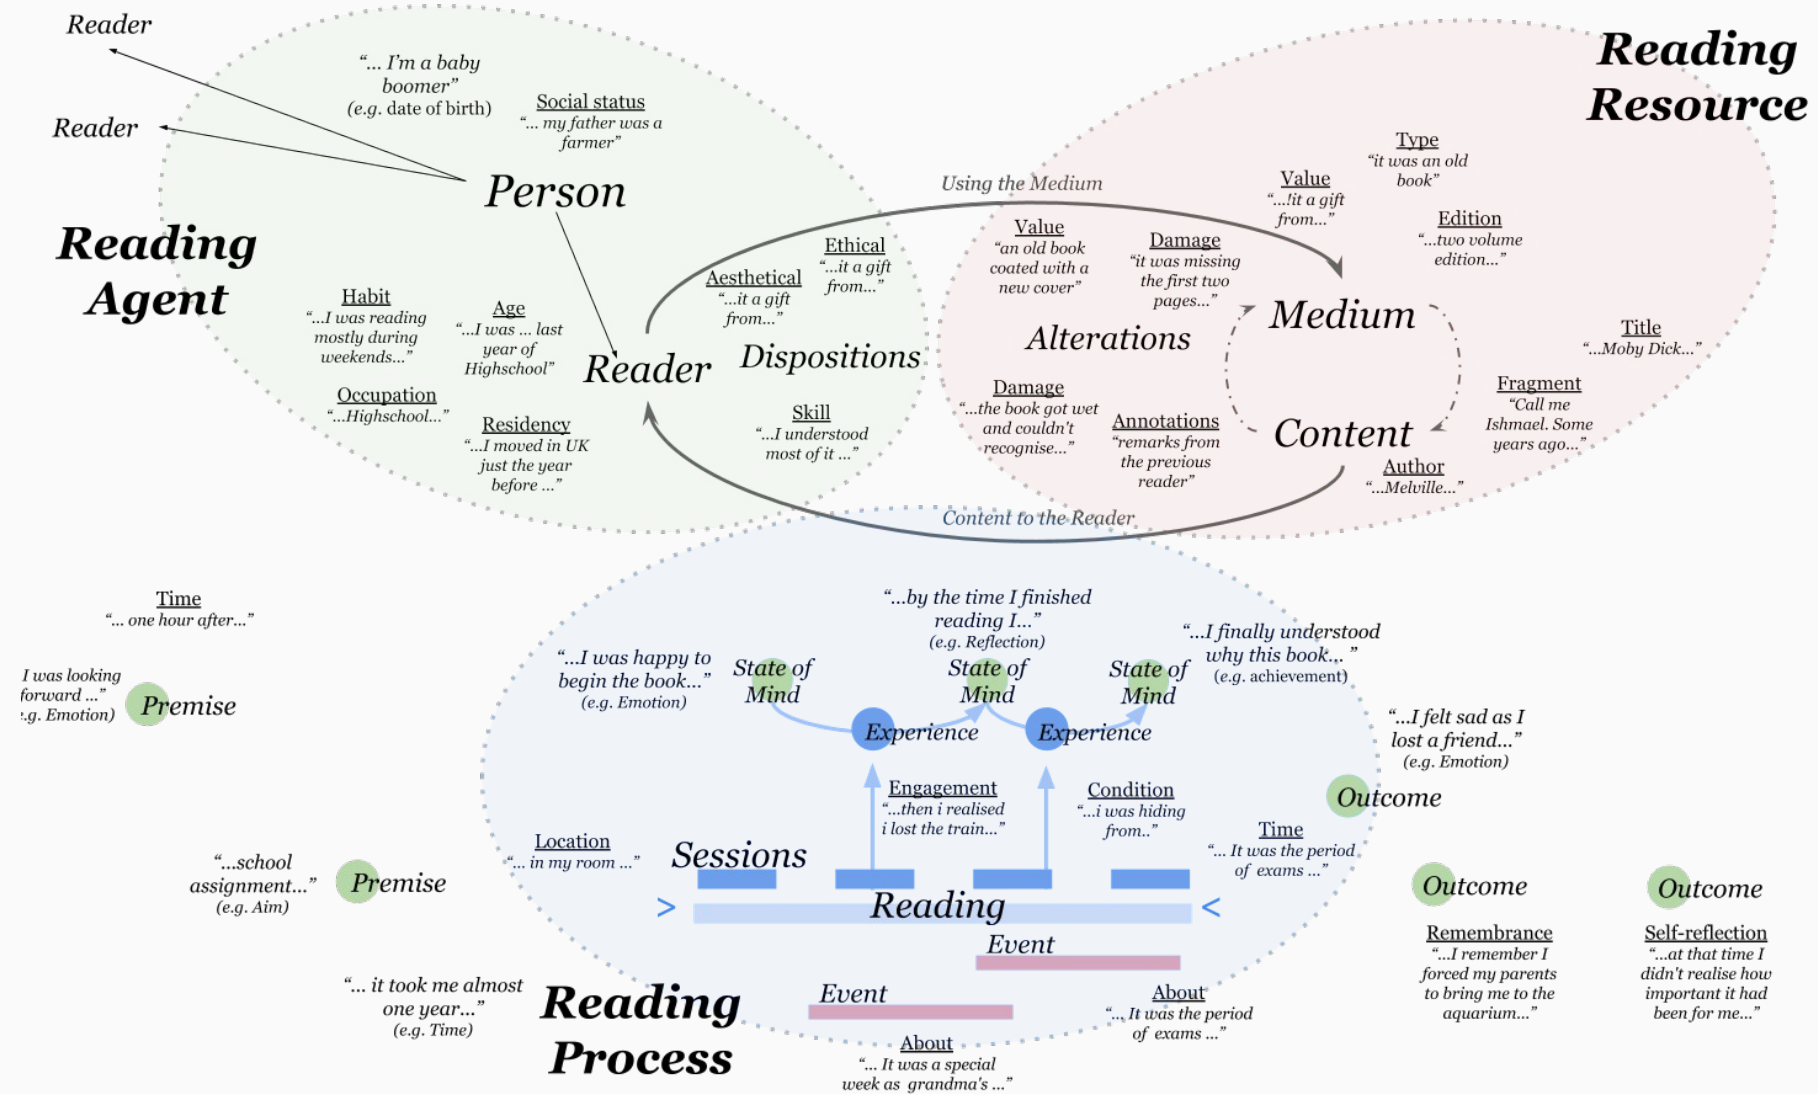 Reader
Reader
“... I’m a baby
boomer”
(e.g. date of birth)
Social status
“... my father was a
farmer”
Person
Reading
Agent
Habit
“...I was reading
mostly during
weekends...”
Age
“...I was ... last
year of
Highschool”
Occupation
“...Highschool...”
Residency
“...I moved in UK
just the year
before ...”
Reader
Aesthetical
“...it a gift
from...”
Ethical
“...it a gift
from...”
Dispositions
Skill
“...I understood
most of it ...”
Using the Medium
Content to the Reader
Reading
Resource
Type
“it was an old
book”
Value
“...!it a gift
from...”
Edition
“...two volume
edition...”
Value
“an old book
coated with a
new cover”
Damage
“it was missing
the first two
pages...”
Alterations
Medium
Title
“...Moby Dick...”
Damage
“...the book got wet
and couldn't
recognise...”
Annotations
“remarks from
the previous
reader”
Content
Fragment
“Call me
Ishmael. Some
years ago...”
Author
“...Melville...”
Time
“... one hour after...”
I was looking
forward ...”
.g. Emotion)
Premise
“...school
assignment...”
(e.g. Aim)
Premise
“... it took me almost
one year...”
(e.g. Time)
“...I was happy to
begin the book...”
(e.g. Emotion)
State of
Mind
“...by the time I finished
reading I...”
(e.g. Reflection)
State of
Mind
“...I finally understood
why this book... ”
(e.g. achievement)
State of
Mind
Experience
Experience
Engagement
“...then i realised
i lost the train...”
Condition
“...i was hiding
from..”
Location
“... in my room ...”
Sessions
Time
“... It was the period
of exams ...”
> Reading <
Event
Event
Reading
Process
About
“... It was a special
week as grandma's ...”
About
“... It was the period
of exams ...”
“...I felt sad as I
lost a friend...”
(e.g. Emotion)
Outcome
Outcome
Remembrance
“...I remember I
forced my parents
to bring me to the
aquarium...”
Outcome
Self-reflection
“...at that time I
didn't realise how
important it had
been for me...”